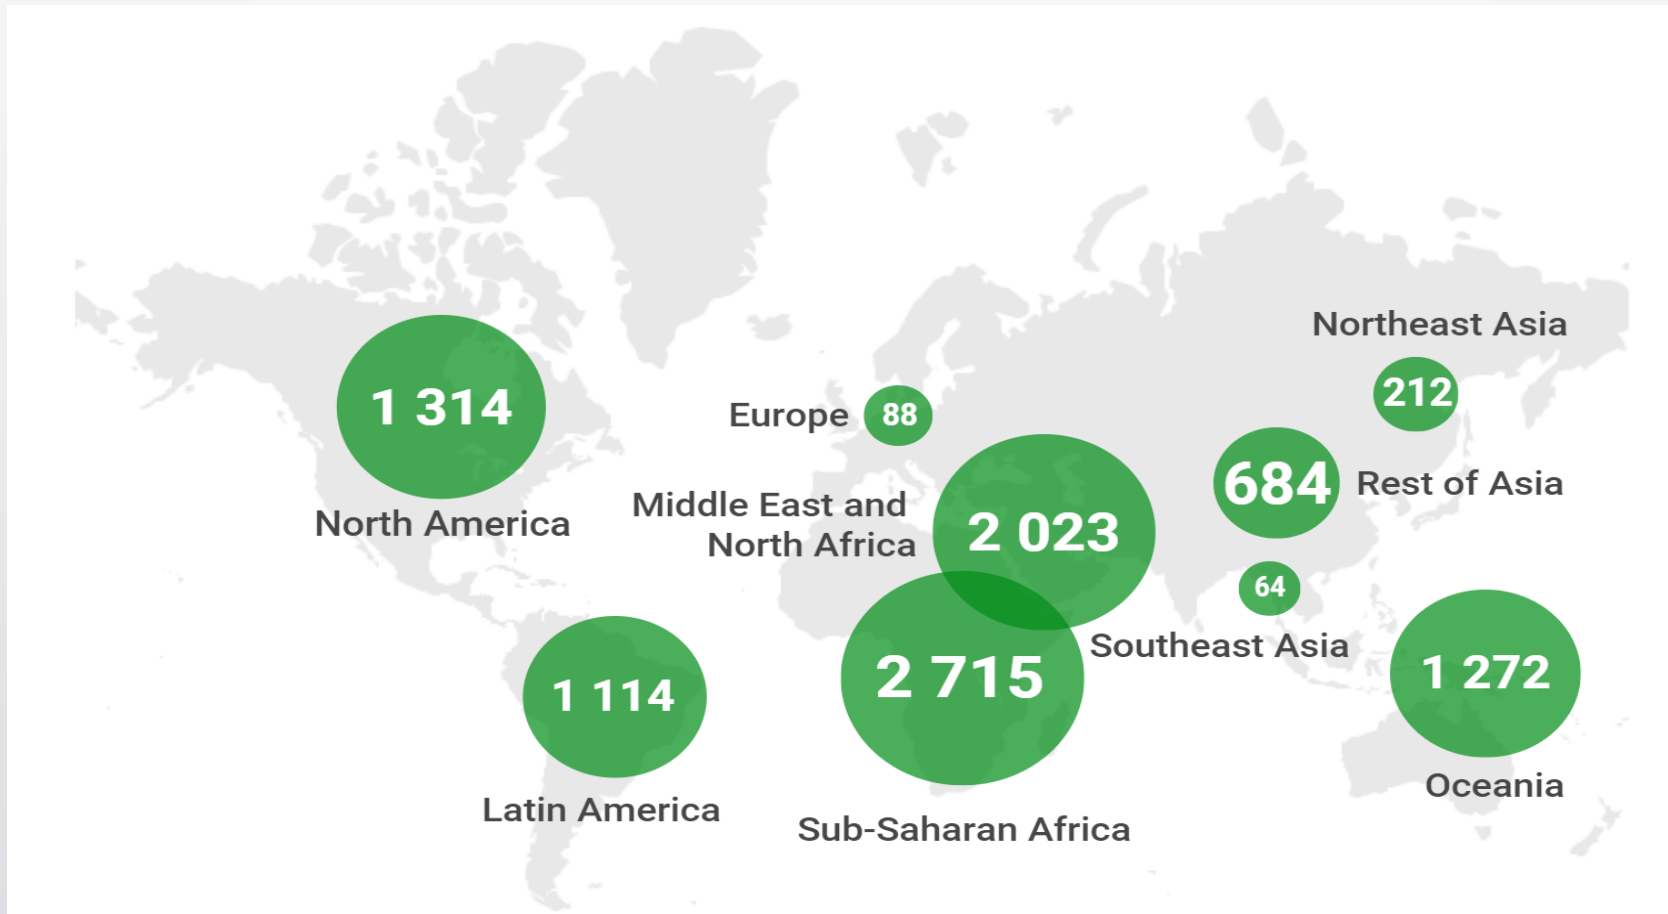 Northeast Asia
212
1 314
North America
Europe
88
684
Rest of Asia
Middle East and
North Africa
2 023
64
Southeast Asia
1 114
Latin America
2 715
Sub-Saharan Africa
1 272
Oceania